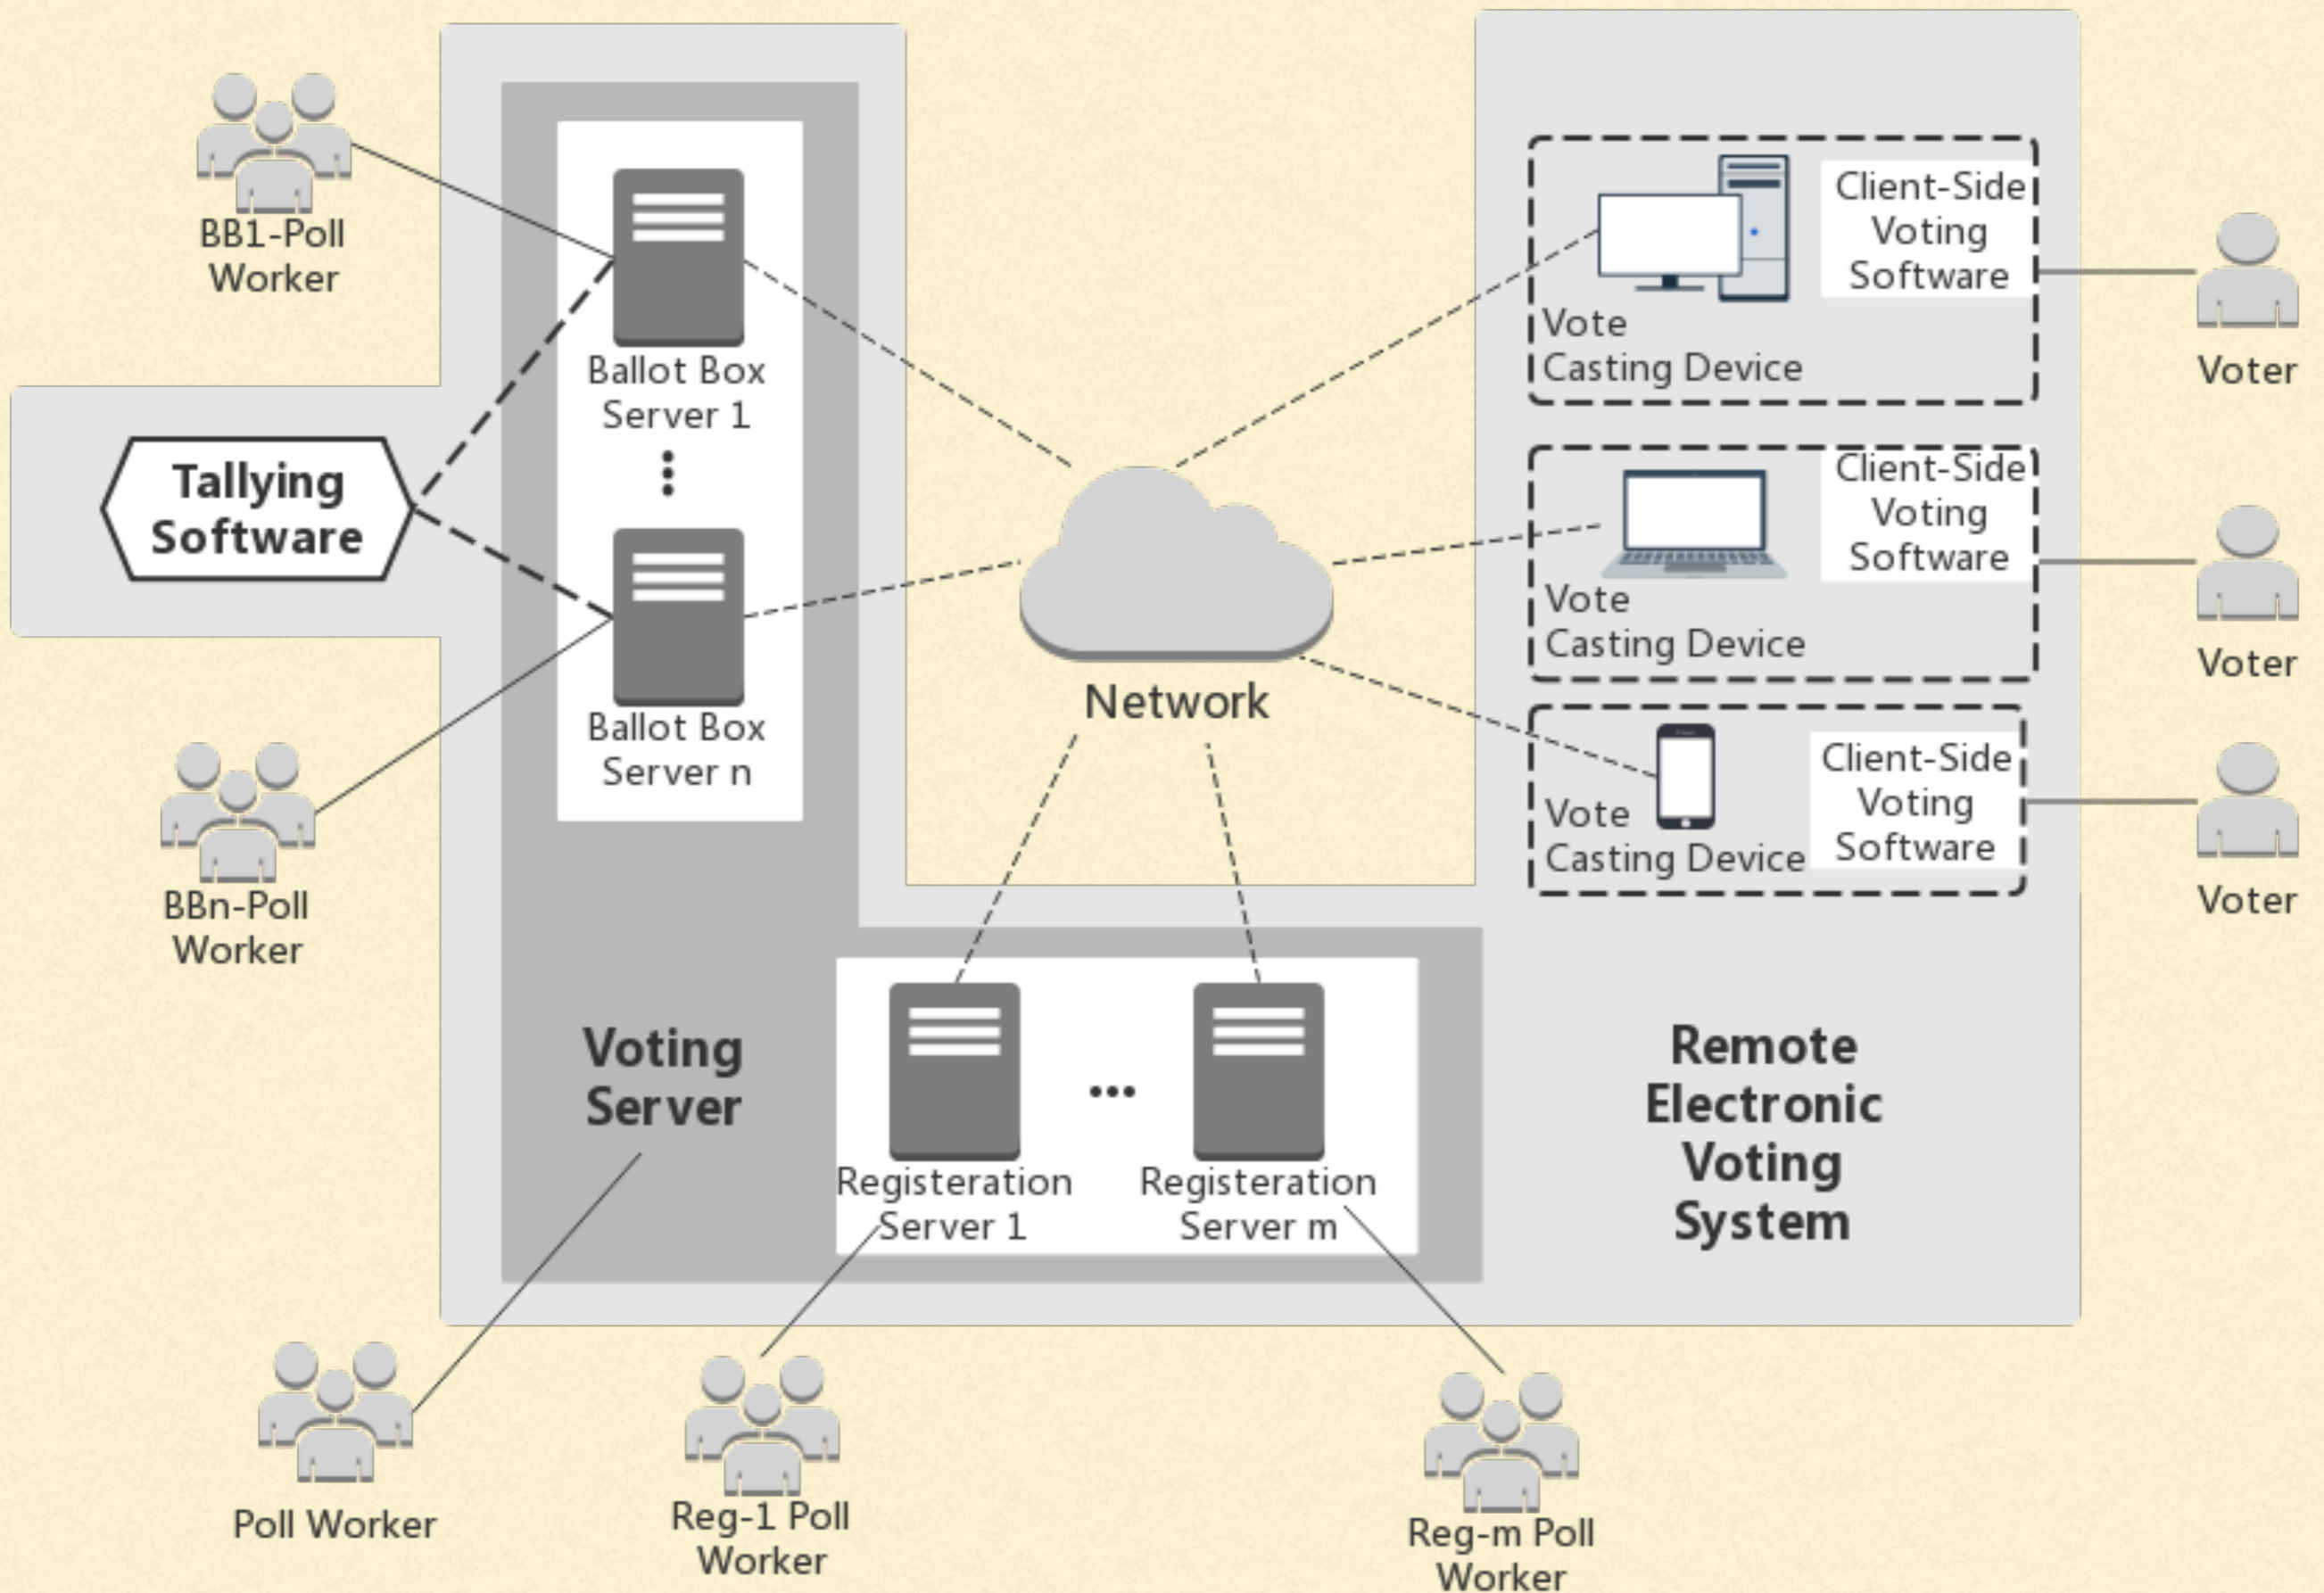 BB1-Poll
Worker
Tallying
Software
BBn-Poll
Worker
Ballot Box
Server 1
Ballot Box
Server n
Network
Client-Side
Voting
Software
Vote
Casting Device
Voter
Client-Side
Voting
Software
Vote
Casting Device
Voter
Client-Side
Voting
Software
Vote
Casting Device
Voter
Voting
Server
Registeration
Server 1
Registeration
Server m
Remote
Electronic
Voting
System
Poll Worker
Reg-1 Poll
Worker
Reg-m Poll
Worker